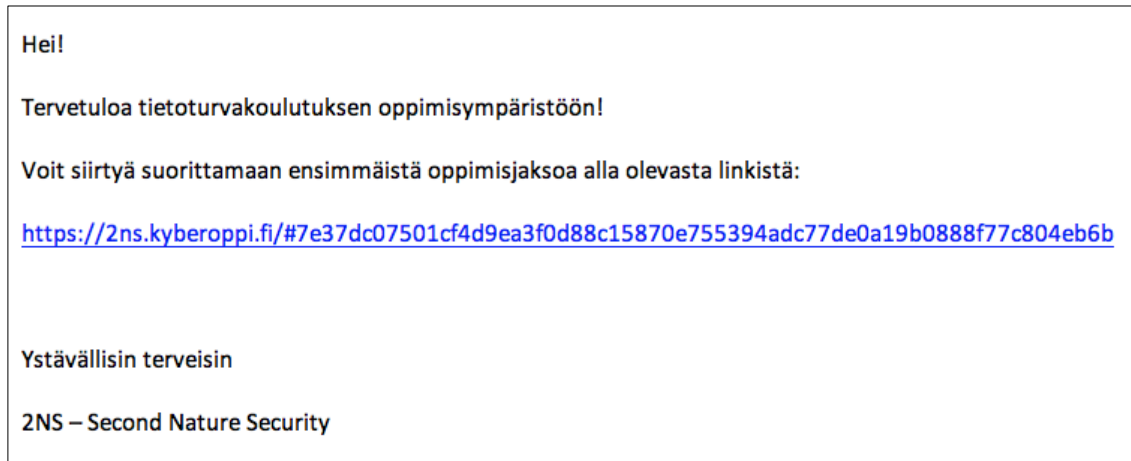 Hei!
Tervetuloa tietoturvakoulutuksen oppimisympäristöön!
Voit siirtyä suorittamaan ensimmäistä oppimisjaksoa alla olevasta linkistä:
https://2ns.kyberoppi.fi/#7e37dc07501cf4d9ea3f0d88c15870e755394adc77de0a19b0888f77c804eb6b
Ystävällisin terveisin
2NS – Second Nature Security